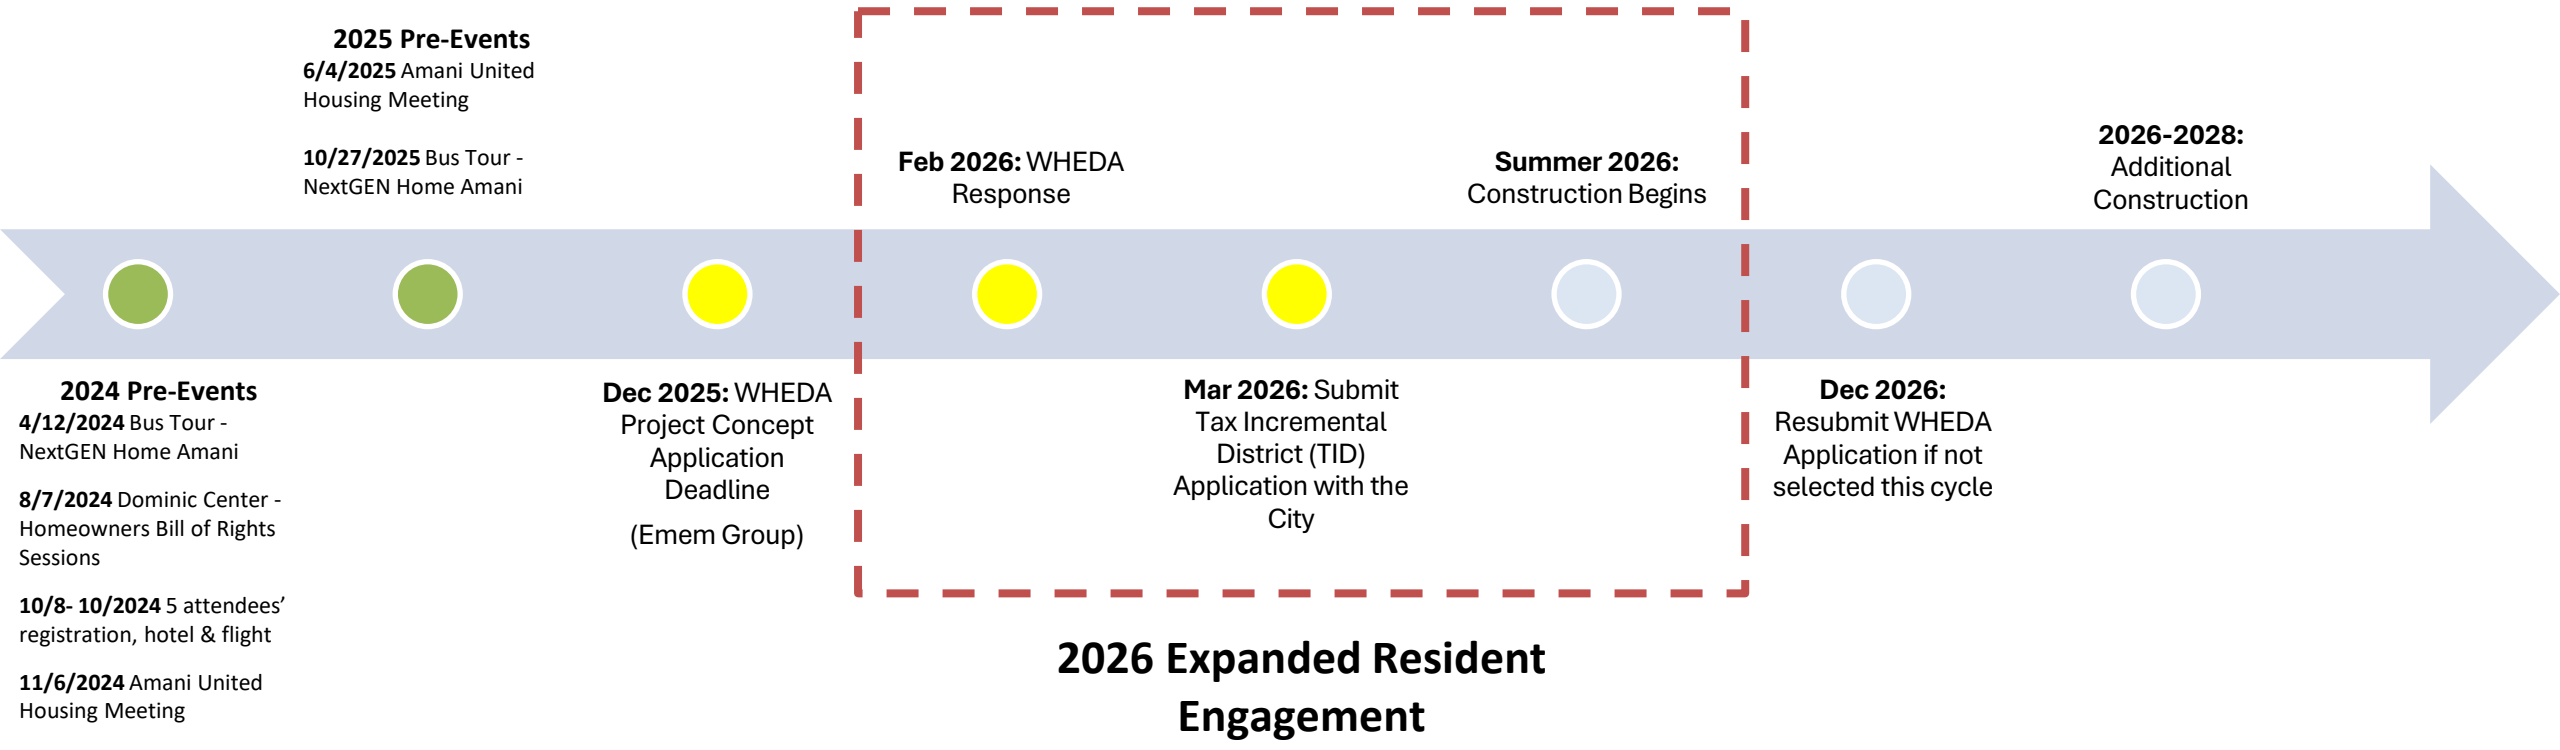 2025 Pre-Events
6/4/2025 Amani United
Housing Meeting
10/27/2025 Bus Tour -
NextGEN Home Amani
Feb 2026: WHEDA
Response
Summer 2026:
Construction Begins
2026-2028:
Additional
Construction
2024 Pre-Events
4/12/2024 Bus Tour -
NextGEN Home Amani
8/7/2024 Dominic Center -
Homeowners Bill of Rights
Sessions
10/8- 10/2024 5 attendees’
registration, hotel & flight
11/6/2024 Amani United
Housing Meeting
Dec 2025: WHEDA
Project Concept
Application
Deadline
(Emem Group)
Mar 2026: Submit
Tax Incremental
District (TID)
Application with the
City
Dec 2026:
Resubmit WHEDA
Application if not
selected this cycle
2026 Expanded Resident
Engagement